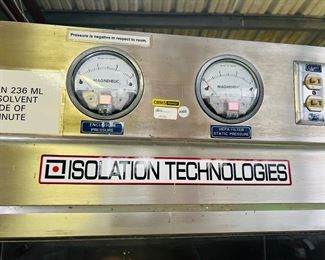 Pressure is negative in respect to room.
N 236 ML
SOLVENT
DE OF
INUTE
MAGNEHELIC
MAGNEHELIC
PRESSURE
HEPA FILTER
STATIC PRESSURE
ISOLATION TECHNOLOGIES